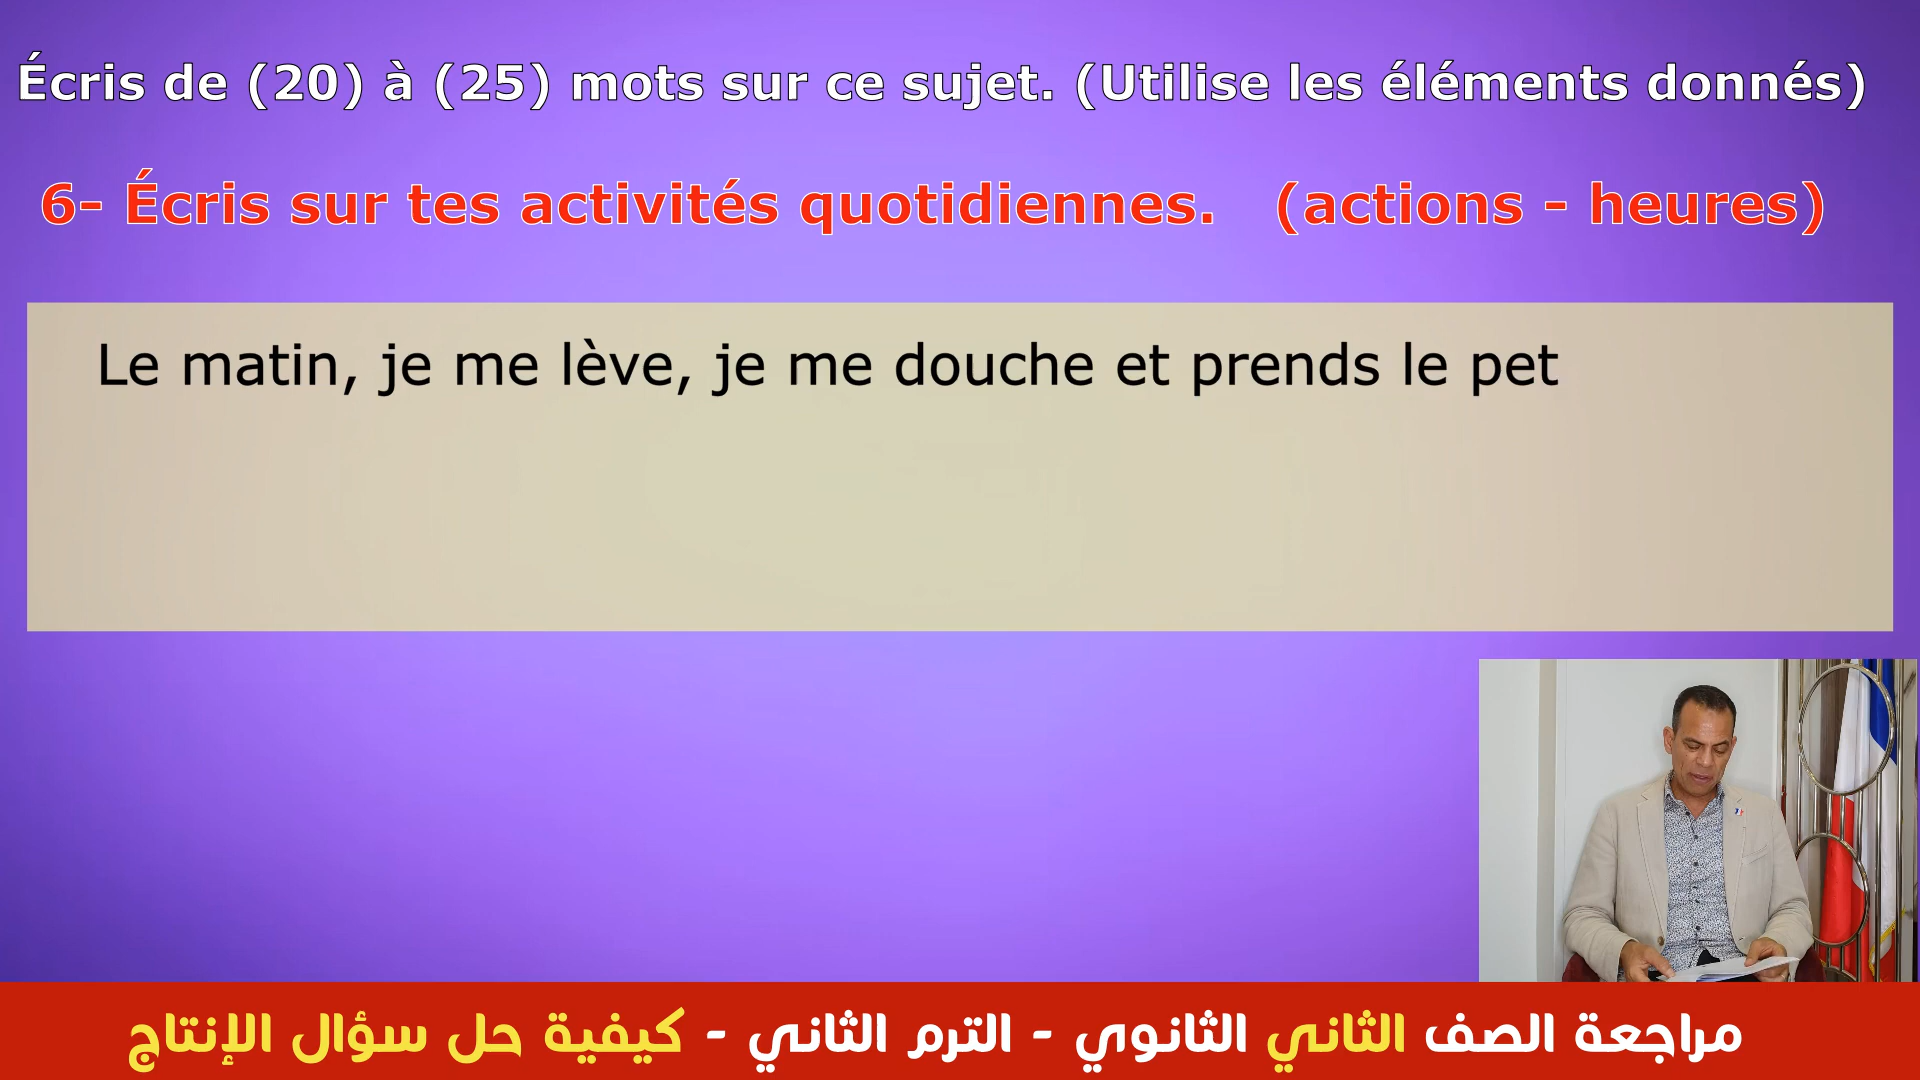 Écris de (20) à (25) mots sur ce sujet. (Utilise les éléments donnés)
6- Écris sur tes activités quotidiennes. (actions - heures)
Le matin, je me lève, je me douche et prends le pet
مراجعة الصف الثاني الثانوي - الترم الثاني - كيفية حل سؤال الإنتاج